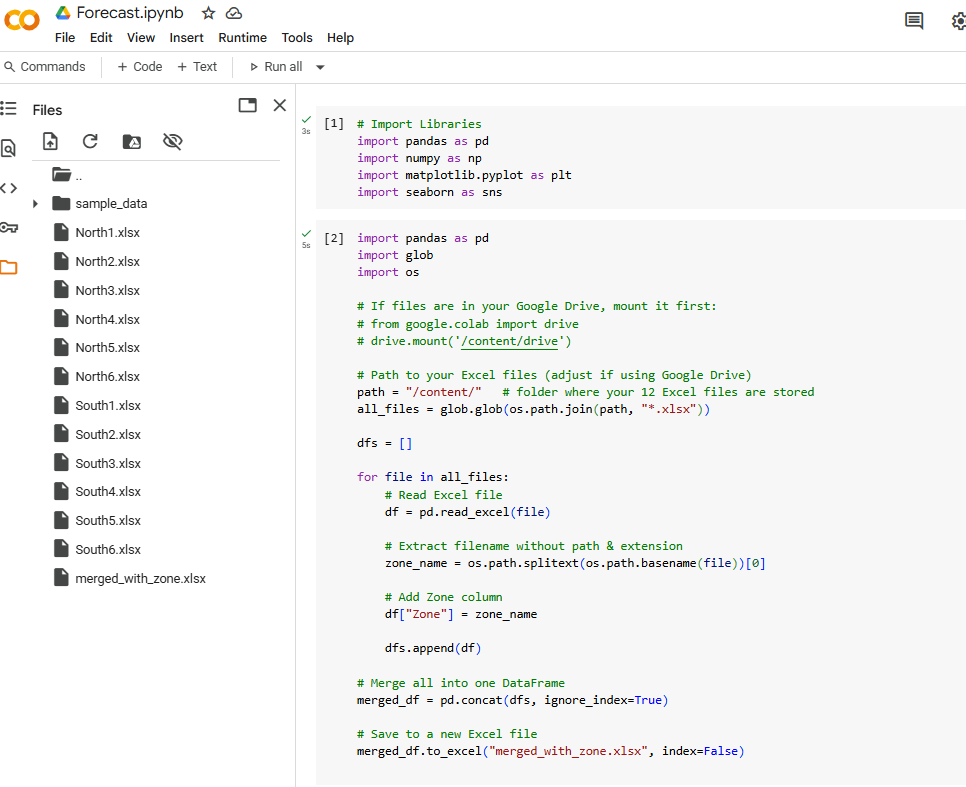 Forecast.ipynb
File Edit View Insert Runtime Tools Help
Commands + Code + Text Run all
Files
..
sample_data
North1.xlsx
North2.xlsx
North3.xlsx
North4.xlsx
North5.xlsx
North6.xlsx
South1.xlsx
South2.xlsx
South3.xlsx
South4.xlsx
South5.xlsx
South6.xlsx
merged_with_zone.xlsx
3s
[1] # Import Libraries
import pandas as pd
import numpy as np
import matplotlib.pyplot as plt
import seaborn as sns
5s
[2] import pandas as pd
import glob
import os
# If files are in your Google Drive, mount it first:
# from google.colab import drive
# drive.mount('/content/drive')
# Path to your Excel files (adjust if using Google Drive)
path = "/content/"   # folder where your 12 Excel files are stored
all_files = glob.glob(os.path.join(path, "*.xlsx"))
dfs = []
for file in all_files:
    # Read Excel file
    df = pd.read_excel(file)
    # Extract filename without path & extension
    zone_name = os.path.splitext(os.path.basename(file))[0]
    # Add Zone column
    df["Zone"] = zone_name
    dfs.append(df)
# Merge all into one DataFrame
merged_df = pd.concat(dfs, ignore_index=True)
# Save to a new Excel file
merged_df.to_excel("merged_with_zone.xlsx", index=False)